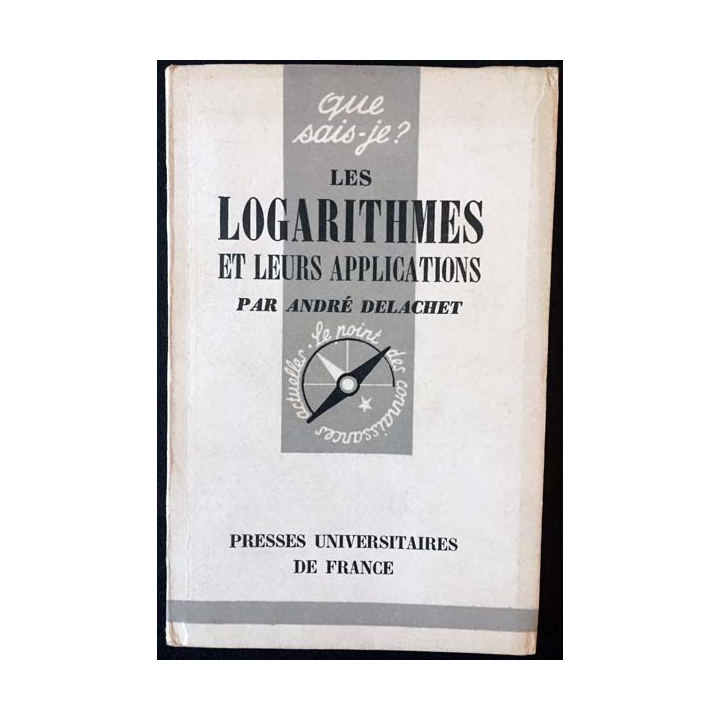 que
sais-je?
LES
LOGARITHMES
ET LEURS APPLICATIONS
PAR ANDRÉ DELACHET
Le point des connaissances actuelles.
PRESSES UNIVERSITAIRES
DE FRANCE